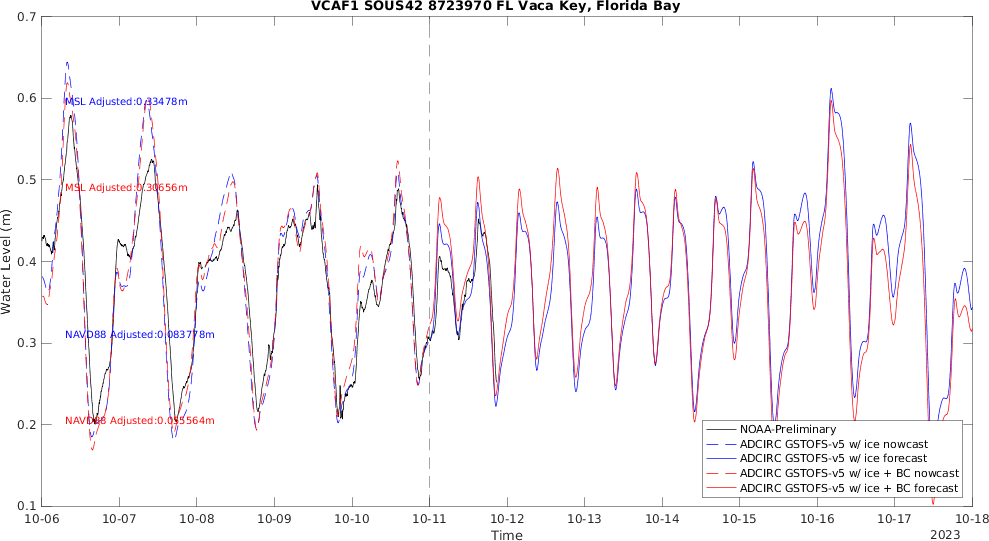 VCAF1 SOUS42 8723970 FL Vaca Key, Florida Bay
0.7
0.6
0.5
0.4
0.3
0.2
0.1
Water Level (m)
MSL Adjusted:0.33478m
MSL Adjusted:0.30656m
NAVD88 Adjusted:0.083778m
NAVD88 Adjusted:0.055564m
NOAA-Preliminary
ADCIRC GSTOFS-v5 w/ ice nowcast
ADCIRC GSTOFS-v5 w/ ice forecast
ADCIRC GSTOFS-v5 w/ ice + BC nowcast
ADCIRC GSTOFS-v5 w/ ice + BC forecast
10-06 10-07 10-08 10-09 10-10 10-11 10-12 10-13 10-14 10-15 10-16 10-17 10-18
Time
2023